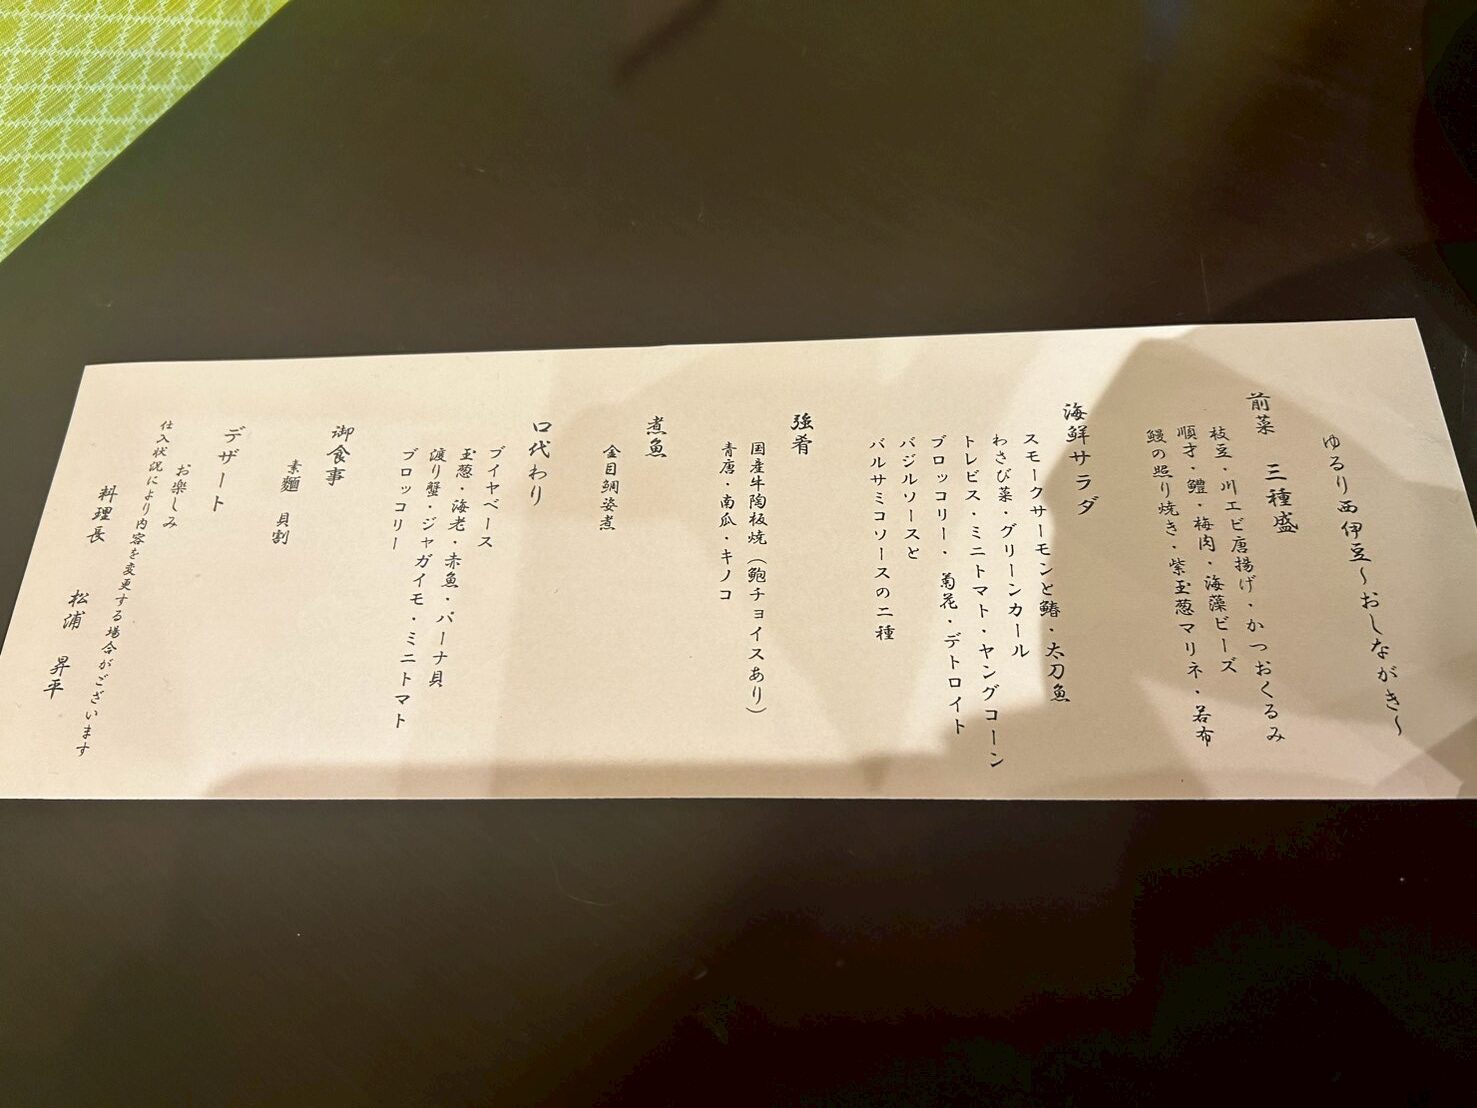 ゆるり西伊豆～おしながき～
前菜 三種盛
枝豆・川エビ唐揚げ・かつおくるみ
順才・鱧・梅肉・海藻ビーズ
鰻の照り焼き・紫玉葱マリネ・若布
海鮮サラダ
スモークサーモンと鰆・太刀魚
わさび菜・グリーンカール
トレビス・ミニトマト・ヤングコーン
ブロッコリー・菊花・デトロイト
バジルソースと
バルサミコソースの二種
強肴
国産牛陶板焼（鮑チョイスあり）
青唐・南瓜・キノコ
煮魚
金目鯛姿煮
口代わり
ブイヤベース
玉葱・海老・赤魚・パーナ貝
渡り蟹・ジャガイモ・ミニトマト
ブロッコリー
御食事
素麺 貝割
デザート
お楽しみ
仕入状況により内容を変更する場合がございます
料理長 松浦 昇平